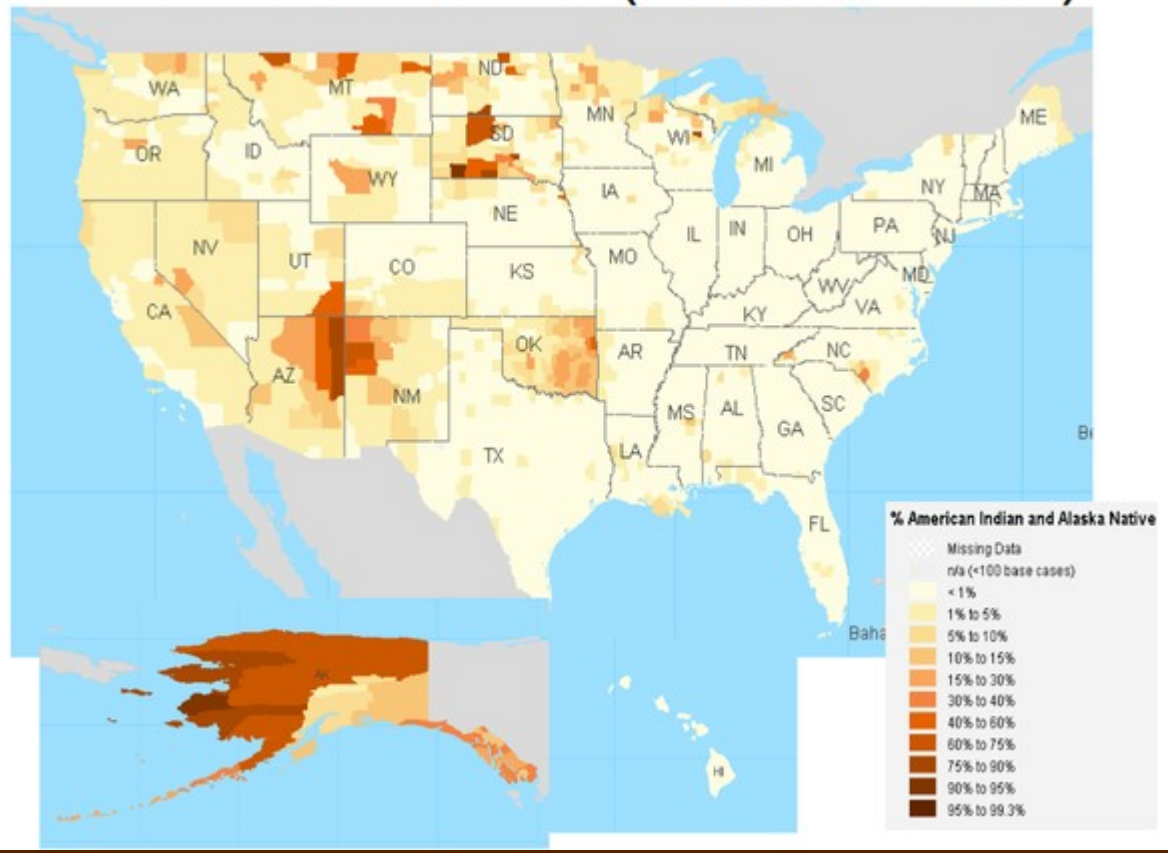 WA
MT
ND
MN
ME
OR
ID
SD
WI
MI
WY
NY
MA
NE
IA
PA
NJ
NV
UT
CO
IL
IN
OH
MD
KS
MO
WV
VA
CA
KY
OK
AR
TN
NC
AZ
NM
MS
AL
SC
GA
TX
LA
FL
Be
Baha
AK
HI
% American Indian and Alaska Native
Missing Data
n/a (<100 base cases)
< 1%
1% to 5%
5% to 10%
10% to 15%
15% to 30%
30% to 40%
40% to 60%
60% to 75%
75% to 90%
90% to 95%
95% to 99.3%